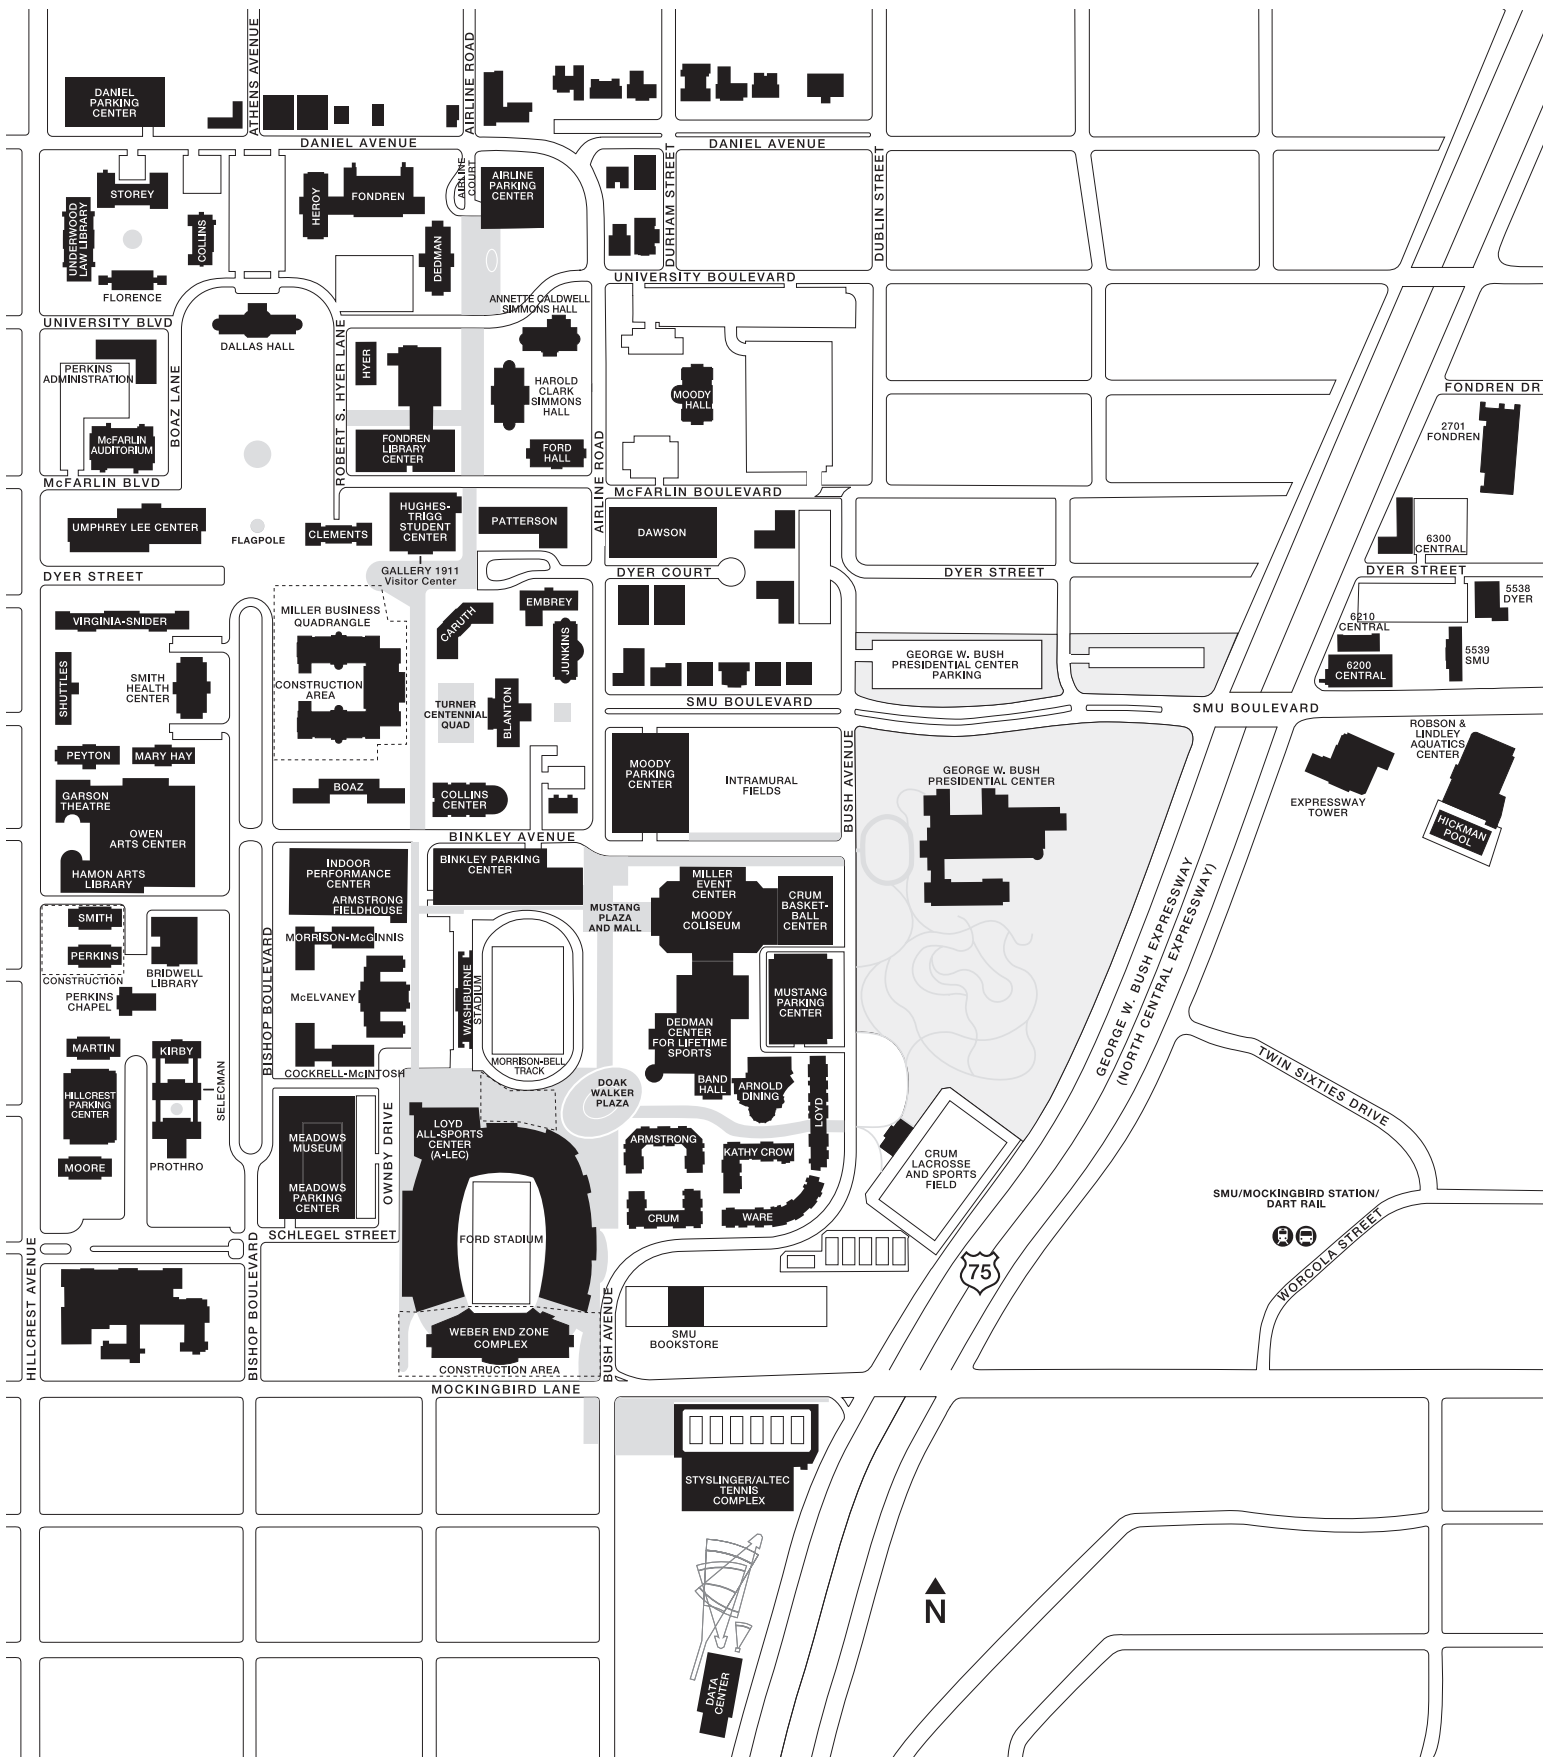 ATHENS AVENUE
AIRLINE ROAD
DANIEL
PARKING
CENTER
DANIEL AVENUE
DANIEL AVENUE
AIRLINE
COURT
AIRLINE
PARKING
CENTER
DURHAM STREET
DUBLIN STREET
STOREY
HEROY
FONDREN
UNDERWOOD
LAW LIBRARY
COLLINS
DEDMAN
FLORENCE
UNIVERSITY BOULEVARD
ANNETTE CALDWELL
SIMMONS HALL
UNIVERSITY BLVD
DALLAS HALL
ROBERT S. HYER LANE
HYER
PERKINS
ADMINISTRATION
BOAZ LANE
HAROLD
CLARK
SIMMONS
HALL
MOODY
HALL
FONDREN DR
2701
FONDREN
McFARLIN
AUDITORIUM
FONDREN
LIBRARY
CENTER
FORD
HALL
AIRLINE ROAD
McFARLIN BLVD
McFARLIN BOULEVARD
UMPHREY LEE CENTER
FLAGPOLE
CLEMENTS
HUGHES-
TRIGG
STUDENT
CENTER
PATTERSON
DAWSON
6300
CENTRAL
GALLERY 1911
Visitor Center
DYER STREET
DYER COURT
DYER STREET
DYER STREET
5538
DYER
VIRGINIA-SNIDER
MILLER BUSINESS
QUADRANGLE
CARUTH
EMBREY
JUNKINS
6210
CENTRAL
5539
SMU
6200
CENTRAL
GEORGE W. BUSH
PRESIDENTIAL CENTER
PARKING
SHUTTLES
SMITH
HEALTH
CENTER
CONSTRUCTION
AREA
TURNER
CENTENNIAL
QUAD
BLANTON
SMU BOULEVARD
SMU BOULEVARD
ROBSON &
LINDLEY
AQUATICS
CENTER
PEYTON
MARY HAY
MOODY
PARKING
CENTER
INTRAMURAL
FIELDS
BUSH AVENUE
GEORGE W. BUSH
PRESIDENTIAL CENTER
EXPRESSWAY
TOWER
HICKMAN
POOL
BOAZ
COLLINS
CENTER
GARSON
THEATRE
OWEN
ARTS CENTER
HAMON ARTS
LIBRARY
BINKLEY AVENUE
INDOOR
PERFORMANCE
CENTER
ARMSTRONG
FIELDHOUSE
BINKLEY PARKING
CENTER
MILLER
EVENT
CENTER
MOODY
COLISEUM
CRUM
BASKET-
BALL
CENTER
MUSTANG
PLAZA
AND MALL
SMITH
PERKINS
CONSTRUCTION
BRIDWELL
LIBRARY
PERKINS
CHAPEL
BISHOP BOULEVARD
MORRISON-McGINNIS
McELVANEY
WASHBURNE
STADIUM
MORRISON-BELL
TRACK
MUSTANG
PARKING
CENTER
DEDMAN
CENTER
FOR LIFETIME
SPORTS
GEORGE W. BUSH EXPRESSWAY
(NORTH CENTRAL EXPRESSWAY)
TWIN SIXTIES DRIVE
MARTIN
KIRBY
SELECMAN
COCKRELL-McINTOSH
HILLCREST
PARKING
CENTER
DOAK
WALKER
PLAZA
BAND
HALL
ARNOLD
DINING
LOYD
MEADOWS
MUSEUM
OWNBY DRIVE
LOYD
ALL-SPORTS
CENTER
(A-LEC)
ARMSTRONG
KATHY CROW
CRUM
LACROSSE
AND SPORTS
FIELD
MOORE
PROTHRO
MEADOWS
PARKING
CENTER
CRUM
WARE
SMU/MOCKINGBIRD STATION/
DART RAIL
WORCOLA STREET
SCHLEGEL STREET
FORD STADIUM
75
HILLCREST AVENUE
BISHOP BOULEVARD
BUSH AVENUE
SMU
BOOKSTORE
WEBER END ZONE
COMPLEX
CONSTRUCTION AREA
MOCKINGBIRD LANE
STYSLINGER/ALTEC
TENNIS
COMPLEX
N
DATA
CENTER